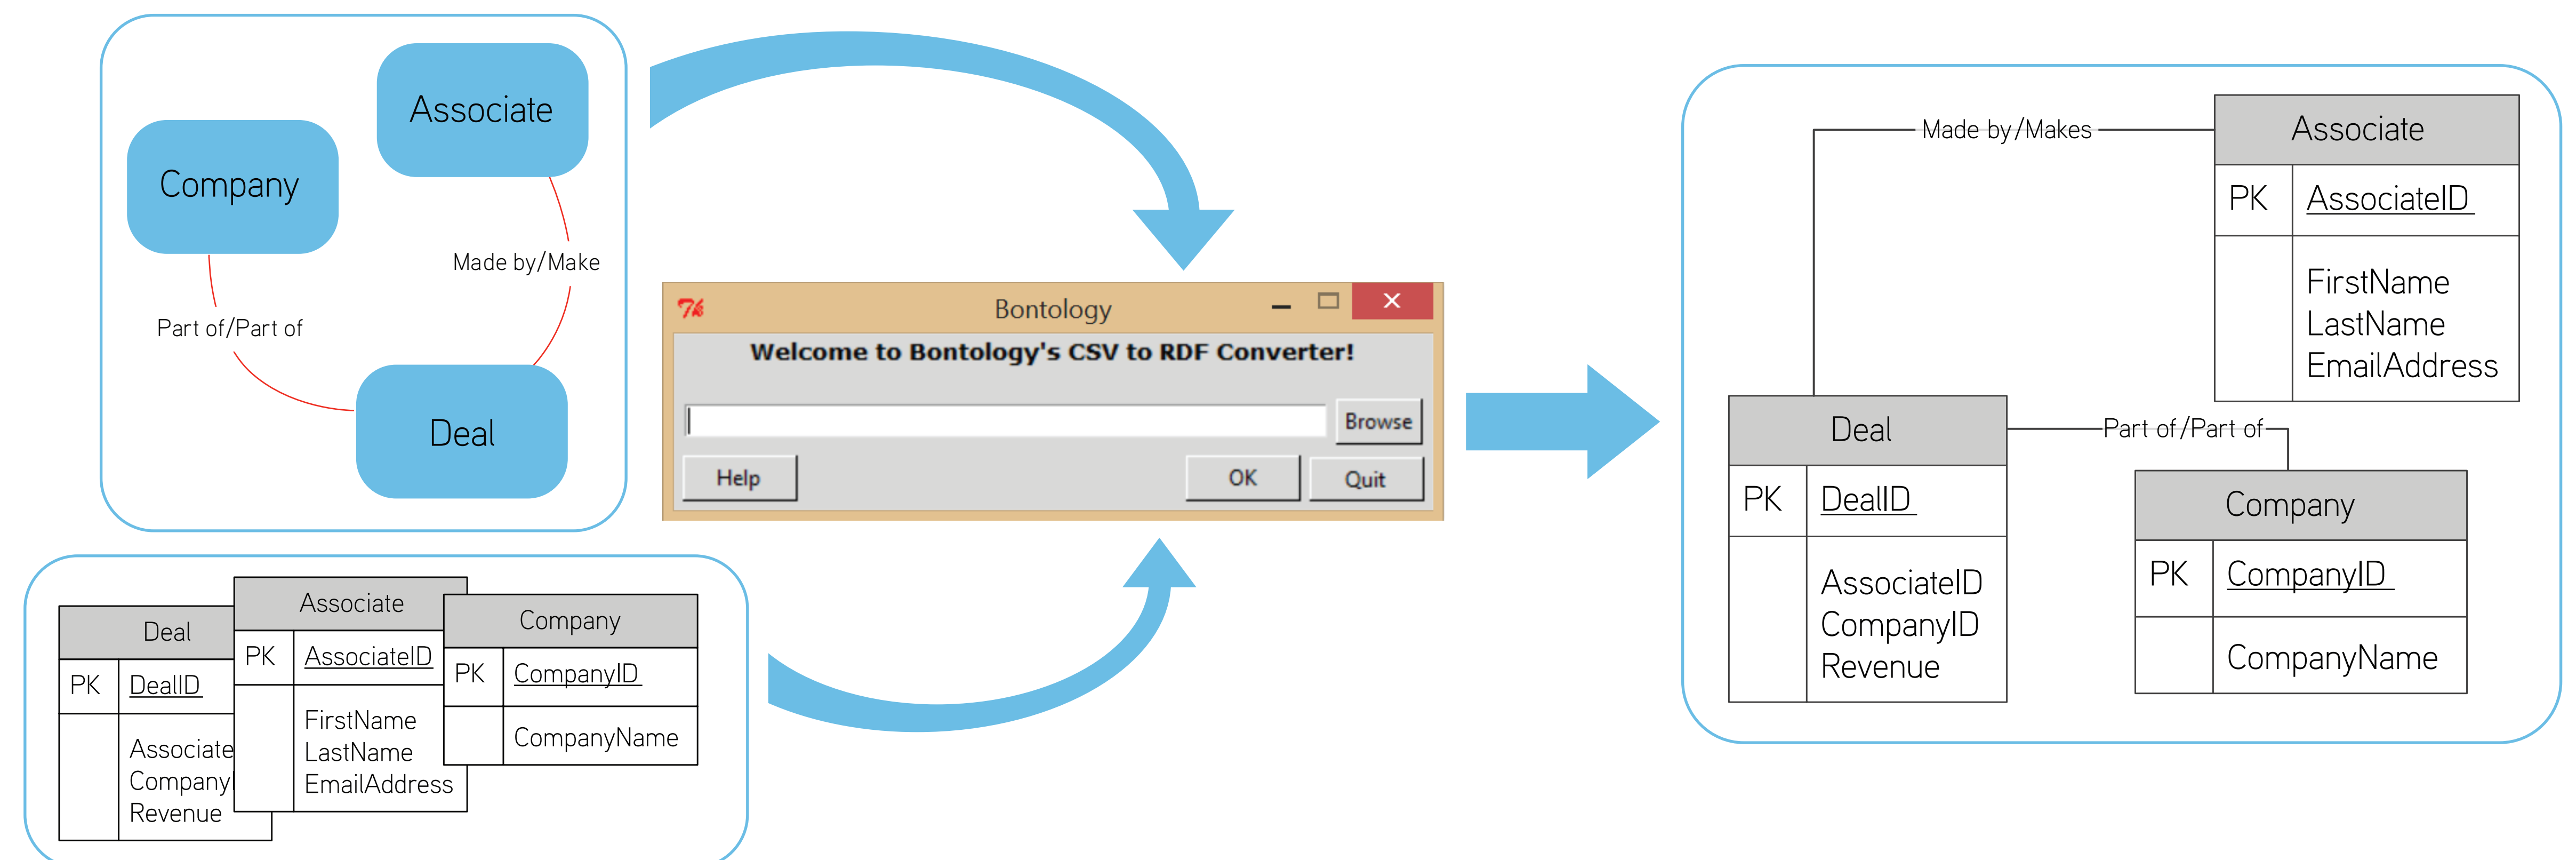 Associate
Company
Made by/Make
Part of/Part of
Deal
Bontology
Welcome to Bontology's CSV to RDF Converter!
Browse
Help
OK
Quit
Deal
PK
DealID
Associate
Company
Revenue
Associate
PK
AssociateID
FirstName
LastName
EmailAddress
Company
PK
CompanyID
CompanyName
Made by/Makes
Associate
PK
AssociateID
FirstName
LastName
EmailAddress
Deal
PK
DealID
AssociateID
CompanyID
Revenue
Part of/Part of
Company
PK
CompanyID
CompanyName